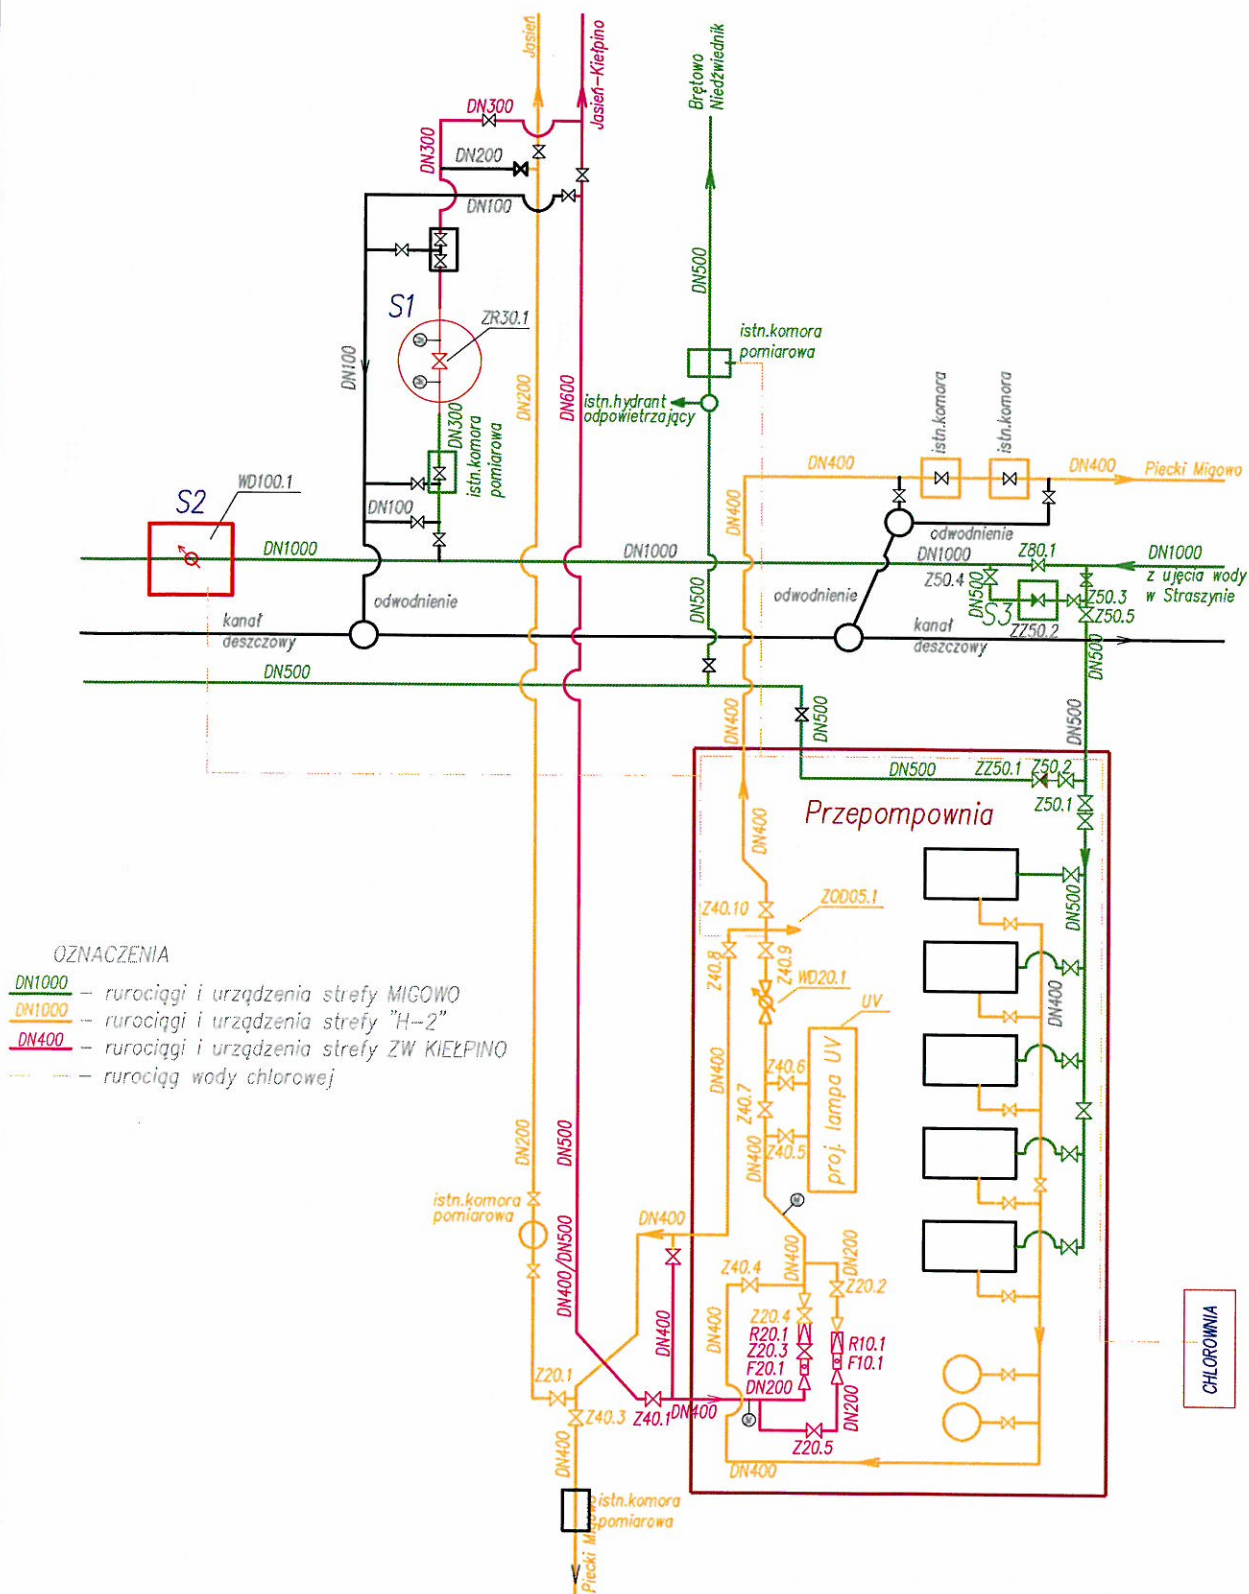 Jasień
Jasień-Kiełpino
Brętowo
Niedźwiednik
DN300
DN300
DN200
DN100
S1
ZR30.1
DN100
DN200
DN600
DN500
istn.komora
pomiarowa
istn.hydrant
odpowietrzający
DN300
istn.komora
pomiarowa
istn.komora
istn.komora
DN400
DN400
Piecki Migowo
DN400
S2
WD100.1
DN100
DN1000
DN1000
odwodnienie
DN1000
Z80.1
DN1000
z ujęcia wody
w Straszynie
Z50.4
DN500
S3
Z50.3
Z50.5
ZZ50.2
odwodnienie
odwodnienie
DN500
kanał
deszczowy
kanał
deszczowy
DN500
DN500
DN500
DN400
DN500
DN500
ZZ50.1
Z50.2
Z50.1
Przepompownia
DN400
Z40.10
ZOD05.1
Z40.8
Z40.9
WD20.1
UV
DN500
DN400
OZNACZENIA
DN1000 – rurociągi i urządzenia strefy MIGOWO
DN1000 – rurociągi i urządzenia strefy "H-2"
DN400 – rurociągi i urządzenia strefy ZW KIEŁPINO
– rurociąg wody chlorowej
DN400
Z40.6
Z40.7
Z40.5
proj. lampa UV
DN400
DN200
DN500
istn.komora
pomiarowa
DN400/DN500
DN400
DN400
DN200
Z40.4
Z20.2
DN400
DN400
Z20.4
R20.1
Z20.3
F20.1
DN200
R10.1
F10.1
DN200
Z20.1
Z40.3
Z40.1
DN400
Z20.5
DN400
DN400
istn.komora
pomiarowa
Piecki Migowo
CHLOROWNIA